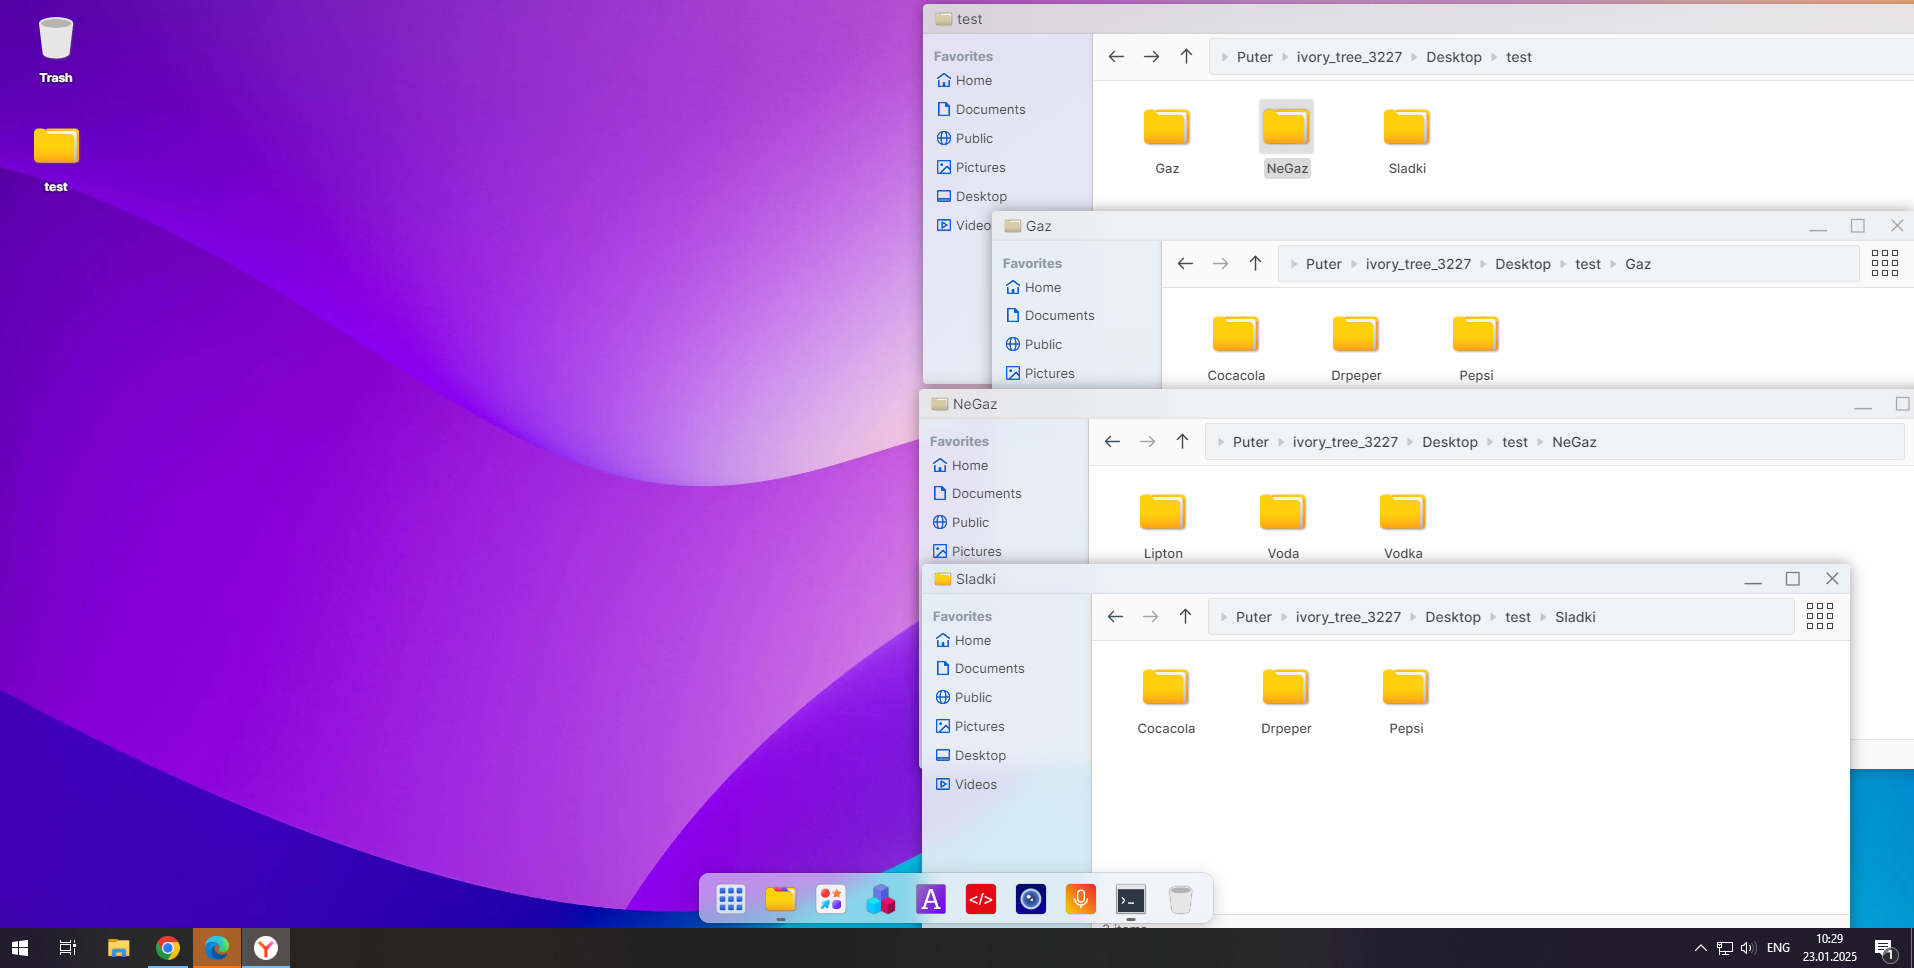 Trash
test
test
Favorites
Home
Documents
Public
Pictures
Desktop
Video
Puter ivory_tree_3227 Desktop test
Gaz NeGaz Sladki
Gaz
Favorites
Home
Documents
Public
Pictures
Puter ivory_tree_3227 Desktop test Gaz
Cocacola Drpeper Pepsi
NeGaz
Favorites
Home
Documents
Public
Pictures
Puter ivory_tree_3227 Desktop test NeGaz
Lipton Voda Vodka
Sladki
Favorites
Home
Documents
Public
Pictures
Desktop
Videos
Puter ivory_tree_3227 Desktop test Sladki
Cocacola Drpeper Pepsi
A </>
ENG
10:29
23.01.2025
1